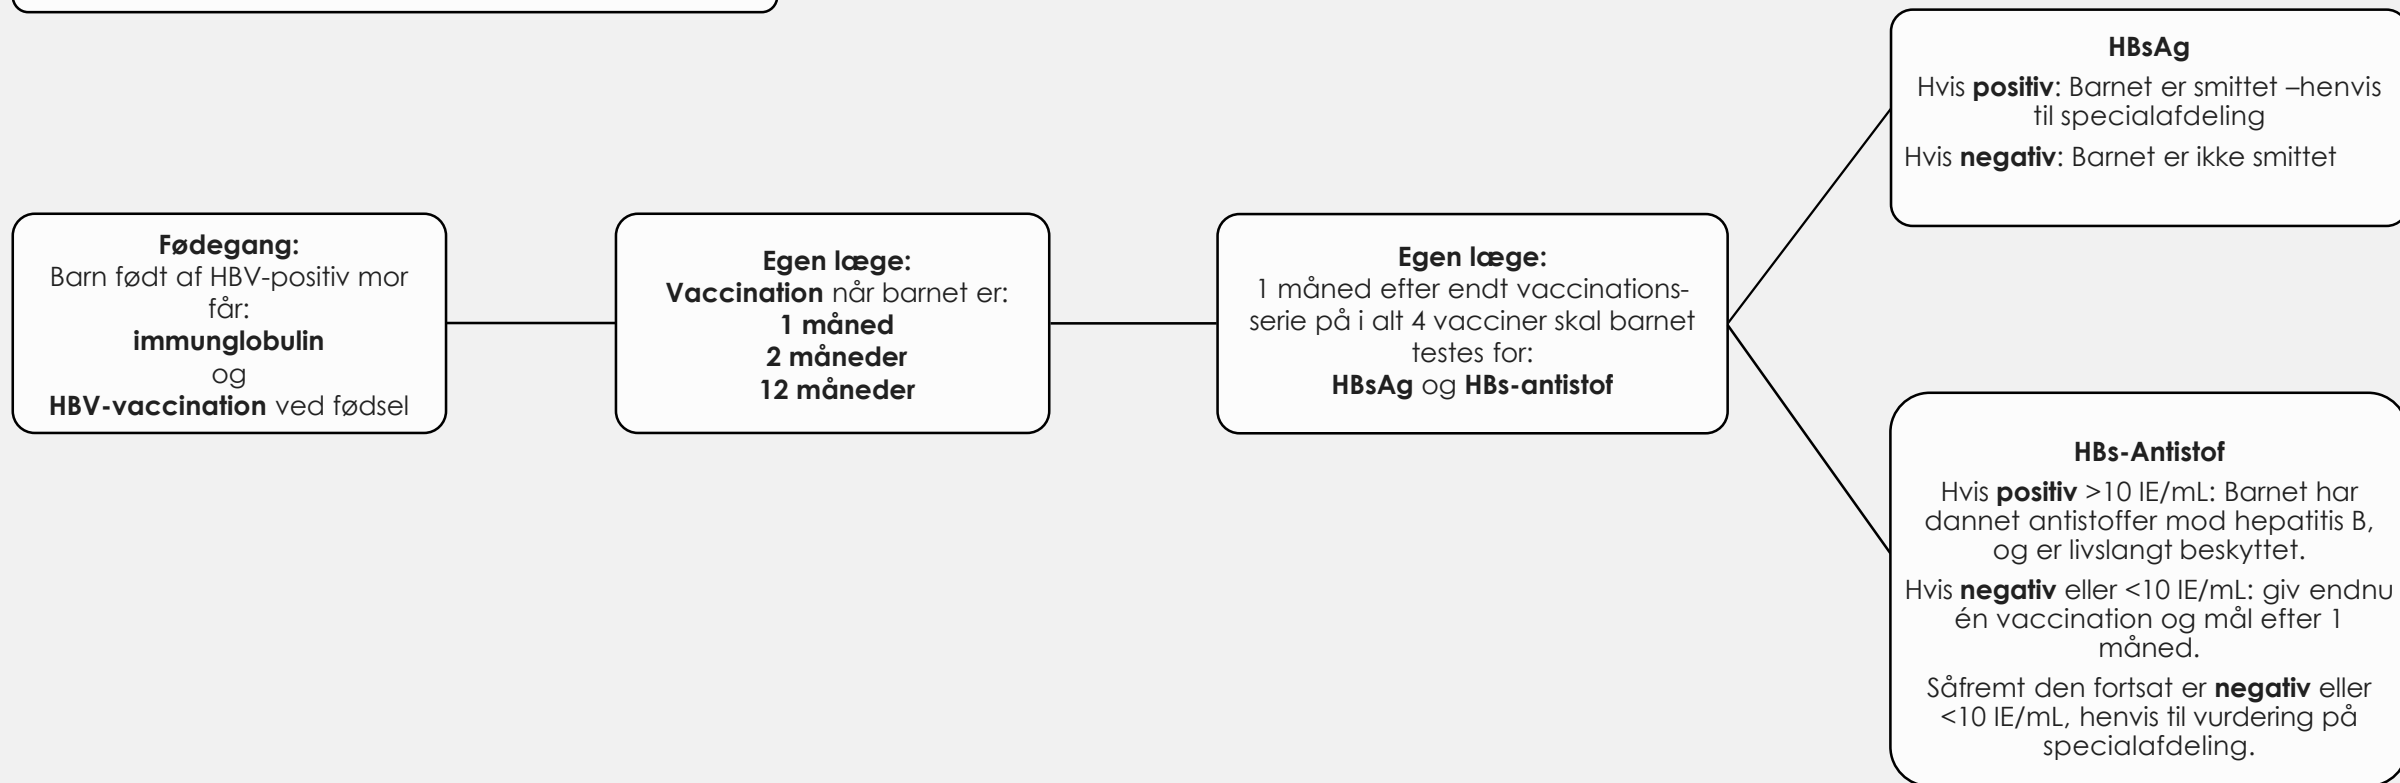 Fødegang:
Barn født af HBV-positiv mor
får:
immunglobulin
og
HBV-vaccination ved fødsel
Egen læge:
Vaccination når barnet er:
1 måned
2 måneder
12 måneder
Egen læge:
1 måned efter endt vaccinations-
serie på i alt 4 vacciner skal barnet
testes for:
HBsAg og HBs-antistof
HBsAg
Hvis positiv: Barnet er smittet –henvis
til specialafdeling
Hvis negativ: Barnet er ikke smittet
HBs-Antistof
Hvis positiv >10 IE/mL: Barnet har
dannet antistoffer mod hepatitis B,
og er livslangt beskyttet.
Hvis negativ eller <10 IE/mL: giv endnu
én vaccination og mål efter 1
måned.
Såfremt den fortsat er negativ eller
<10 IE/mL, henvis til vurdering på
specialafdeling.